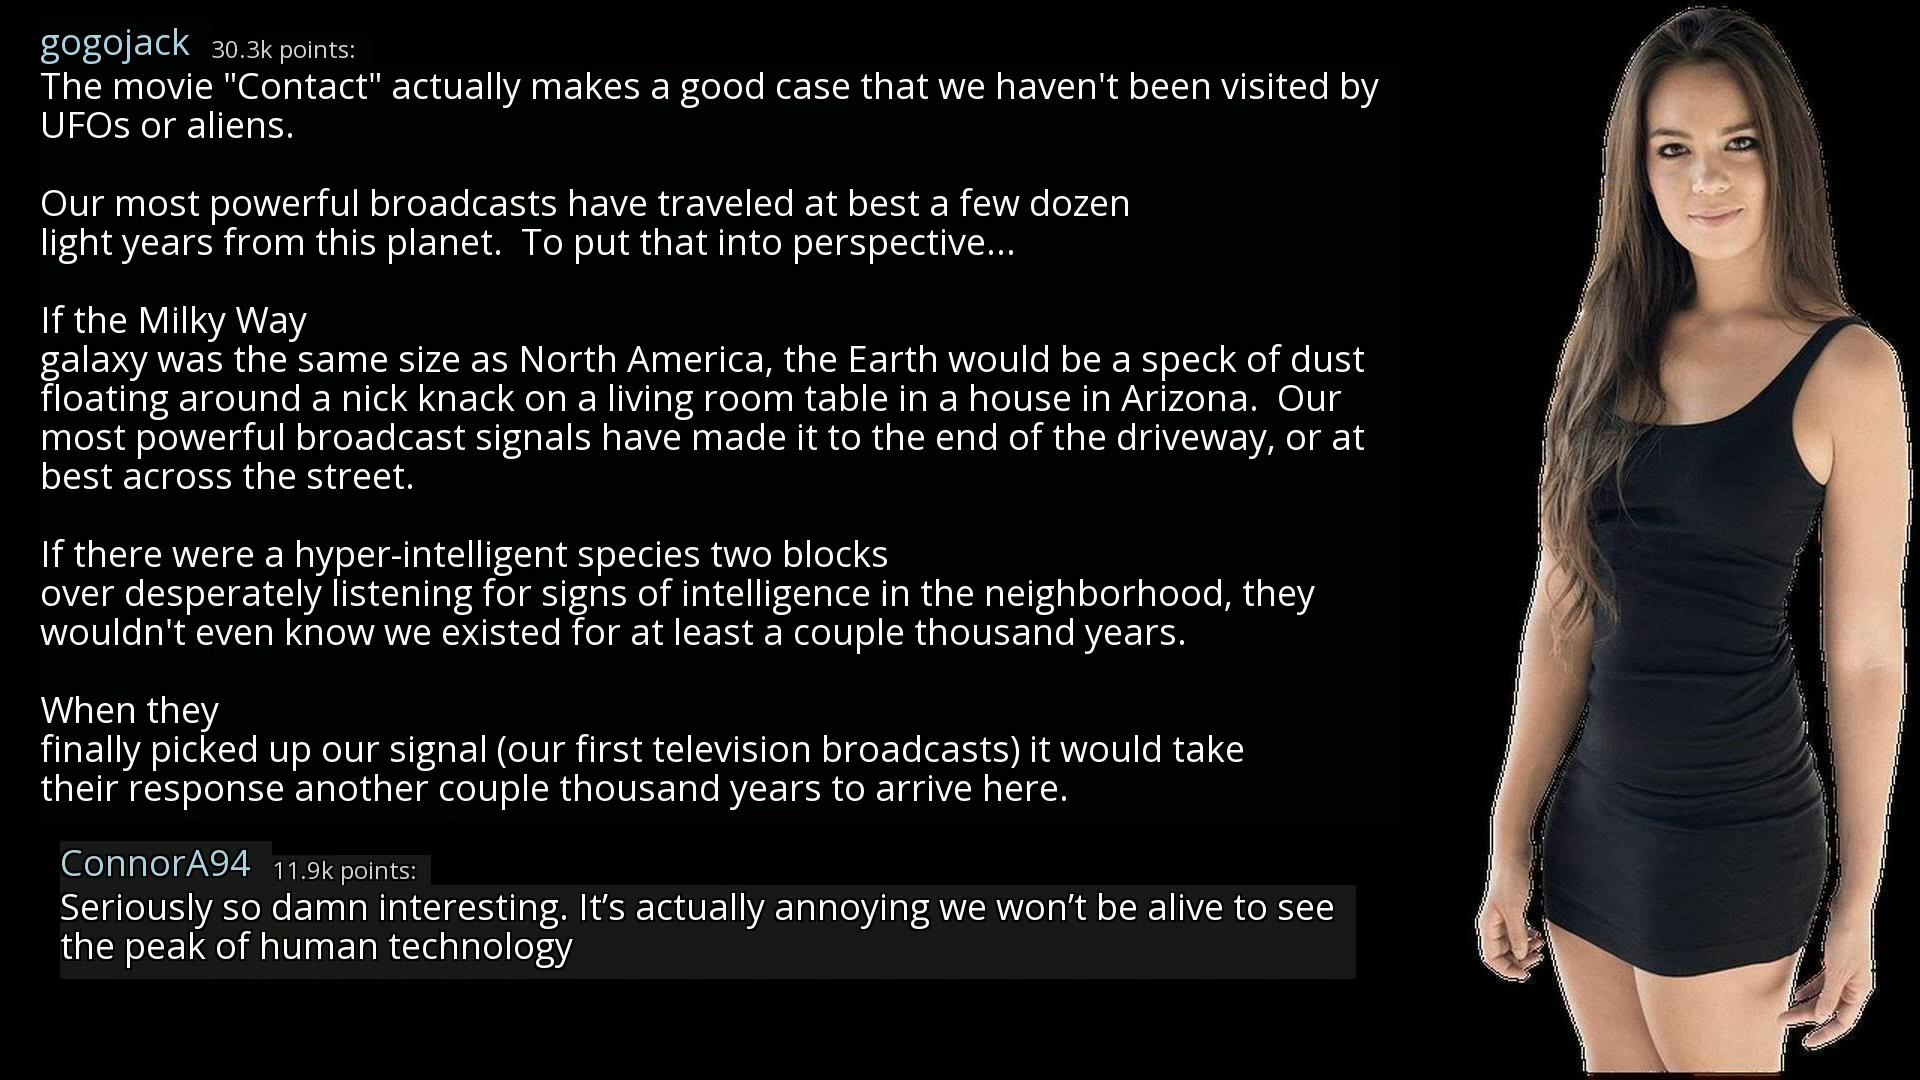 gogojack 30.3k points:
The movie "Contact" actually makes a good case that we haven't been visited by
UFOs or aliens.
Our most powerful broadcasts have traveled at best a few dozen
light years from this planet.  To put that into perspective...
If the Milky Way
galaxy was the same size as North America, the Earth would be a speck of dust
floating around a nick knack on a living room table in a house in Arizona.  Our
most powerful broadcast signals have made it to the end of the driveway, or at
best across the street.
If there were a hyper-intelligent species two blocks
over desperately listening for signs of intelligence in the neighborhood, they
wouldn't even know we existed for at least a couple thousand years.
When they
finally picked up our signal (our first television broadcasts) it would take
their response another couple thousand years to arrive here.
ConnorA94 11.9k points:
Seriously so damn interesting. It’s actually annoying we won’t be alive to see
the peak of human technology